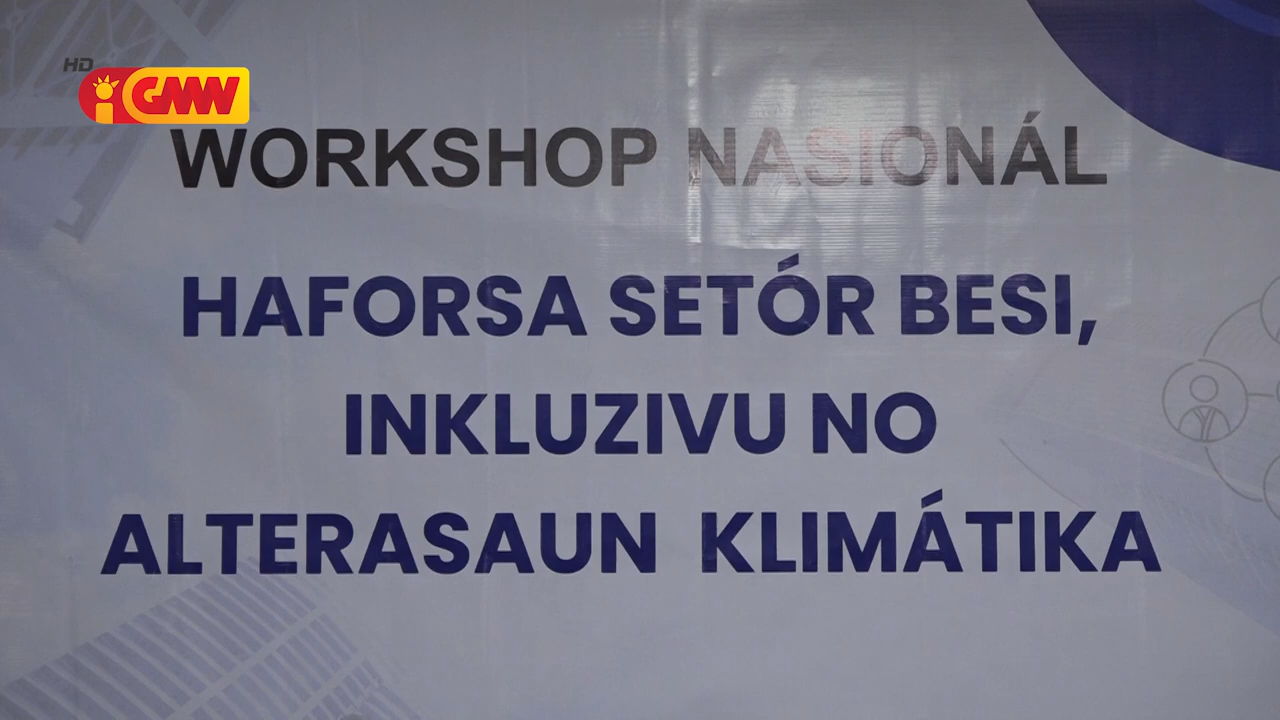 HD
GMW
WORKSHOP NASIONÁL
HAFORSA SETÓR BESI,
INKLUZIVU NO
ALTERASAUN KLIMÁTIKA